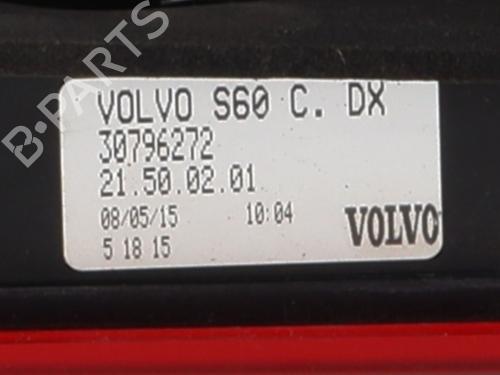 VOLVO S60 C. DX
30796272
21.50.02.01
08/05/15 10:04
5 18 15 VOLVO
B-PARTS